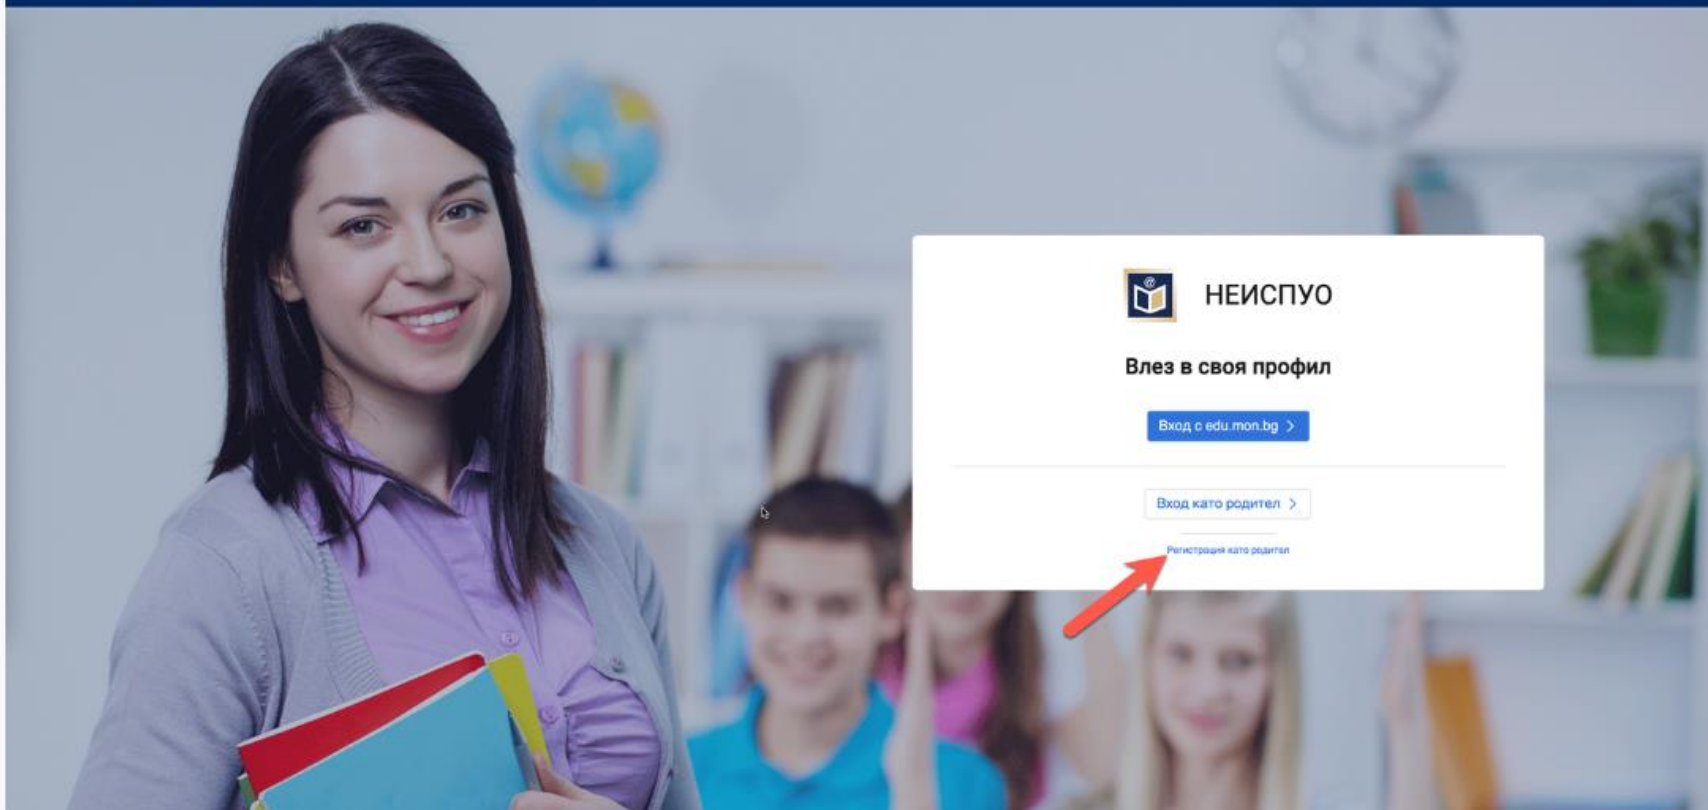 @
НЕИСПУО
Влез в своя профил
Вход с edu.mon.bg >
Вход като родител >
Регистрация като родител